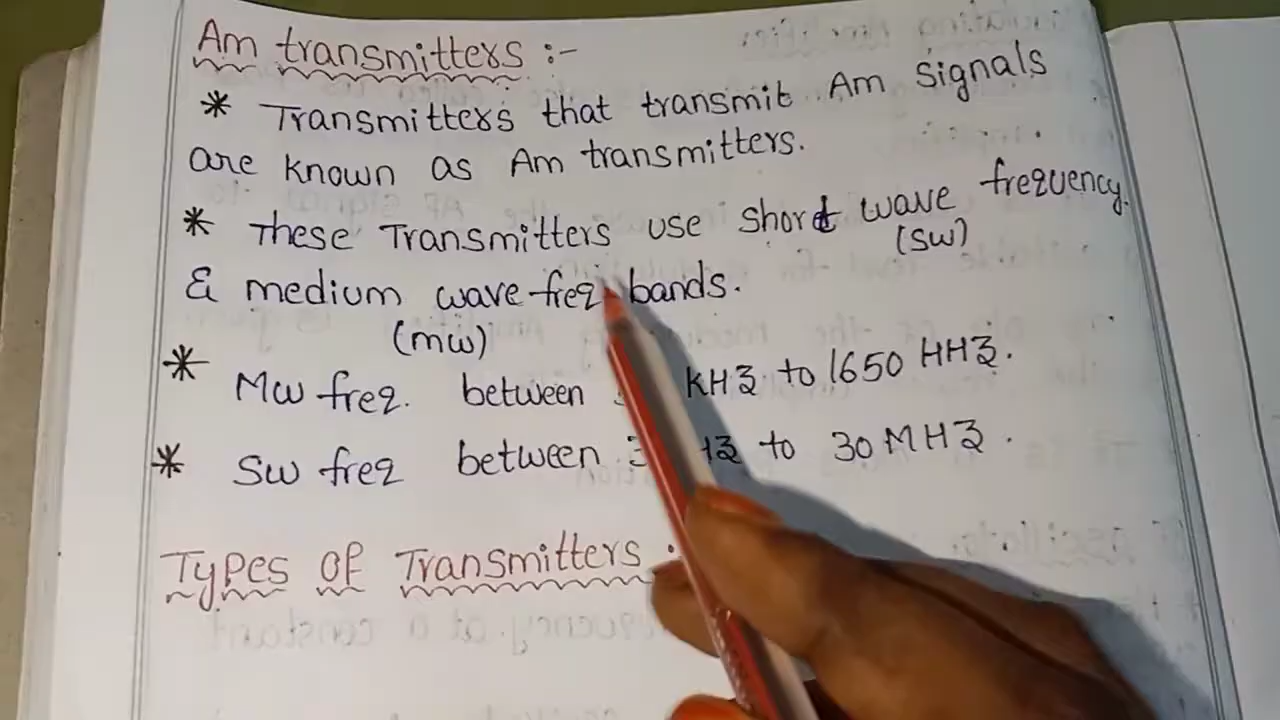 Am transmitters :-
* Transmitters that transmit Am signals
are known as Am transmitters.
* These Transmitters use short wave frequency.
(SW)
& medium wave freq bands.
(mw)
* Mw freq. between KHz to 1650 HHz.
* Sw freq between to 30 MHz.
Types of Transmitters :